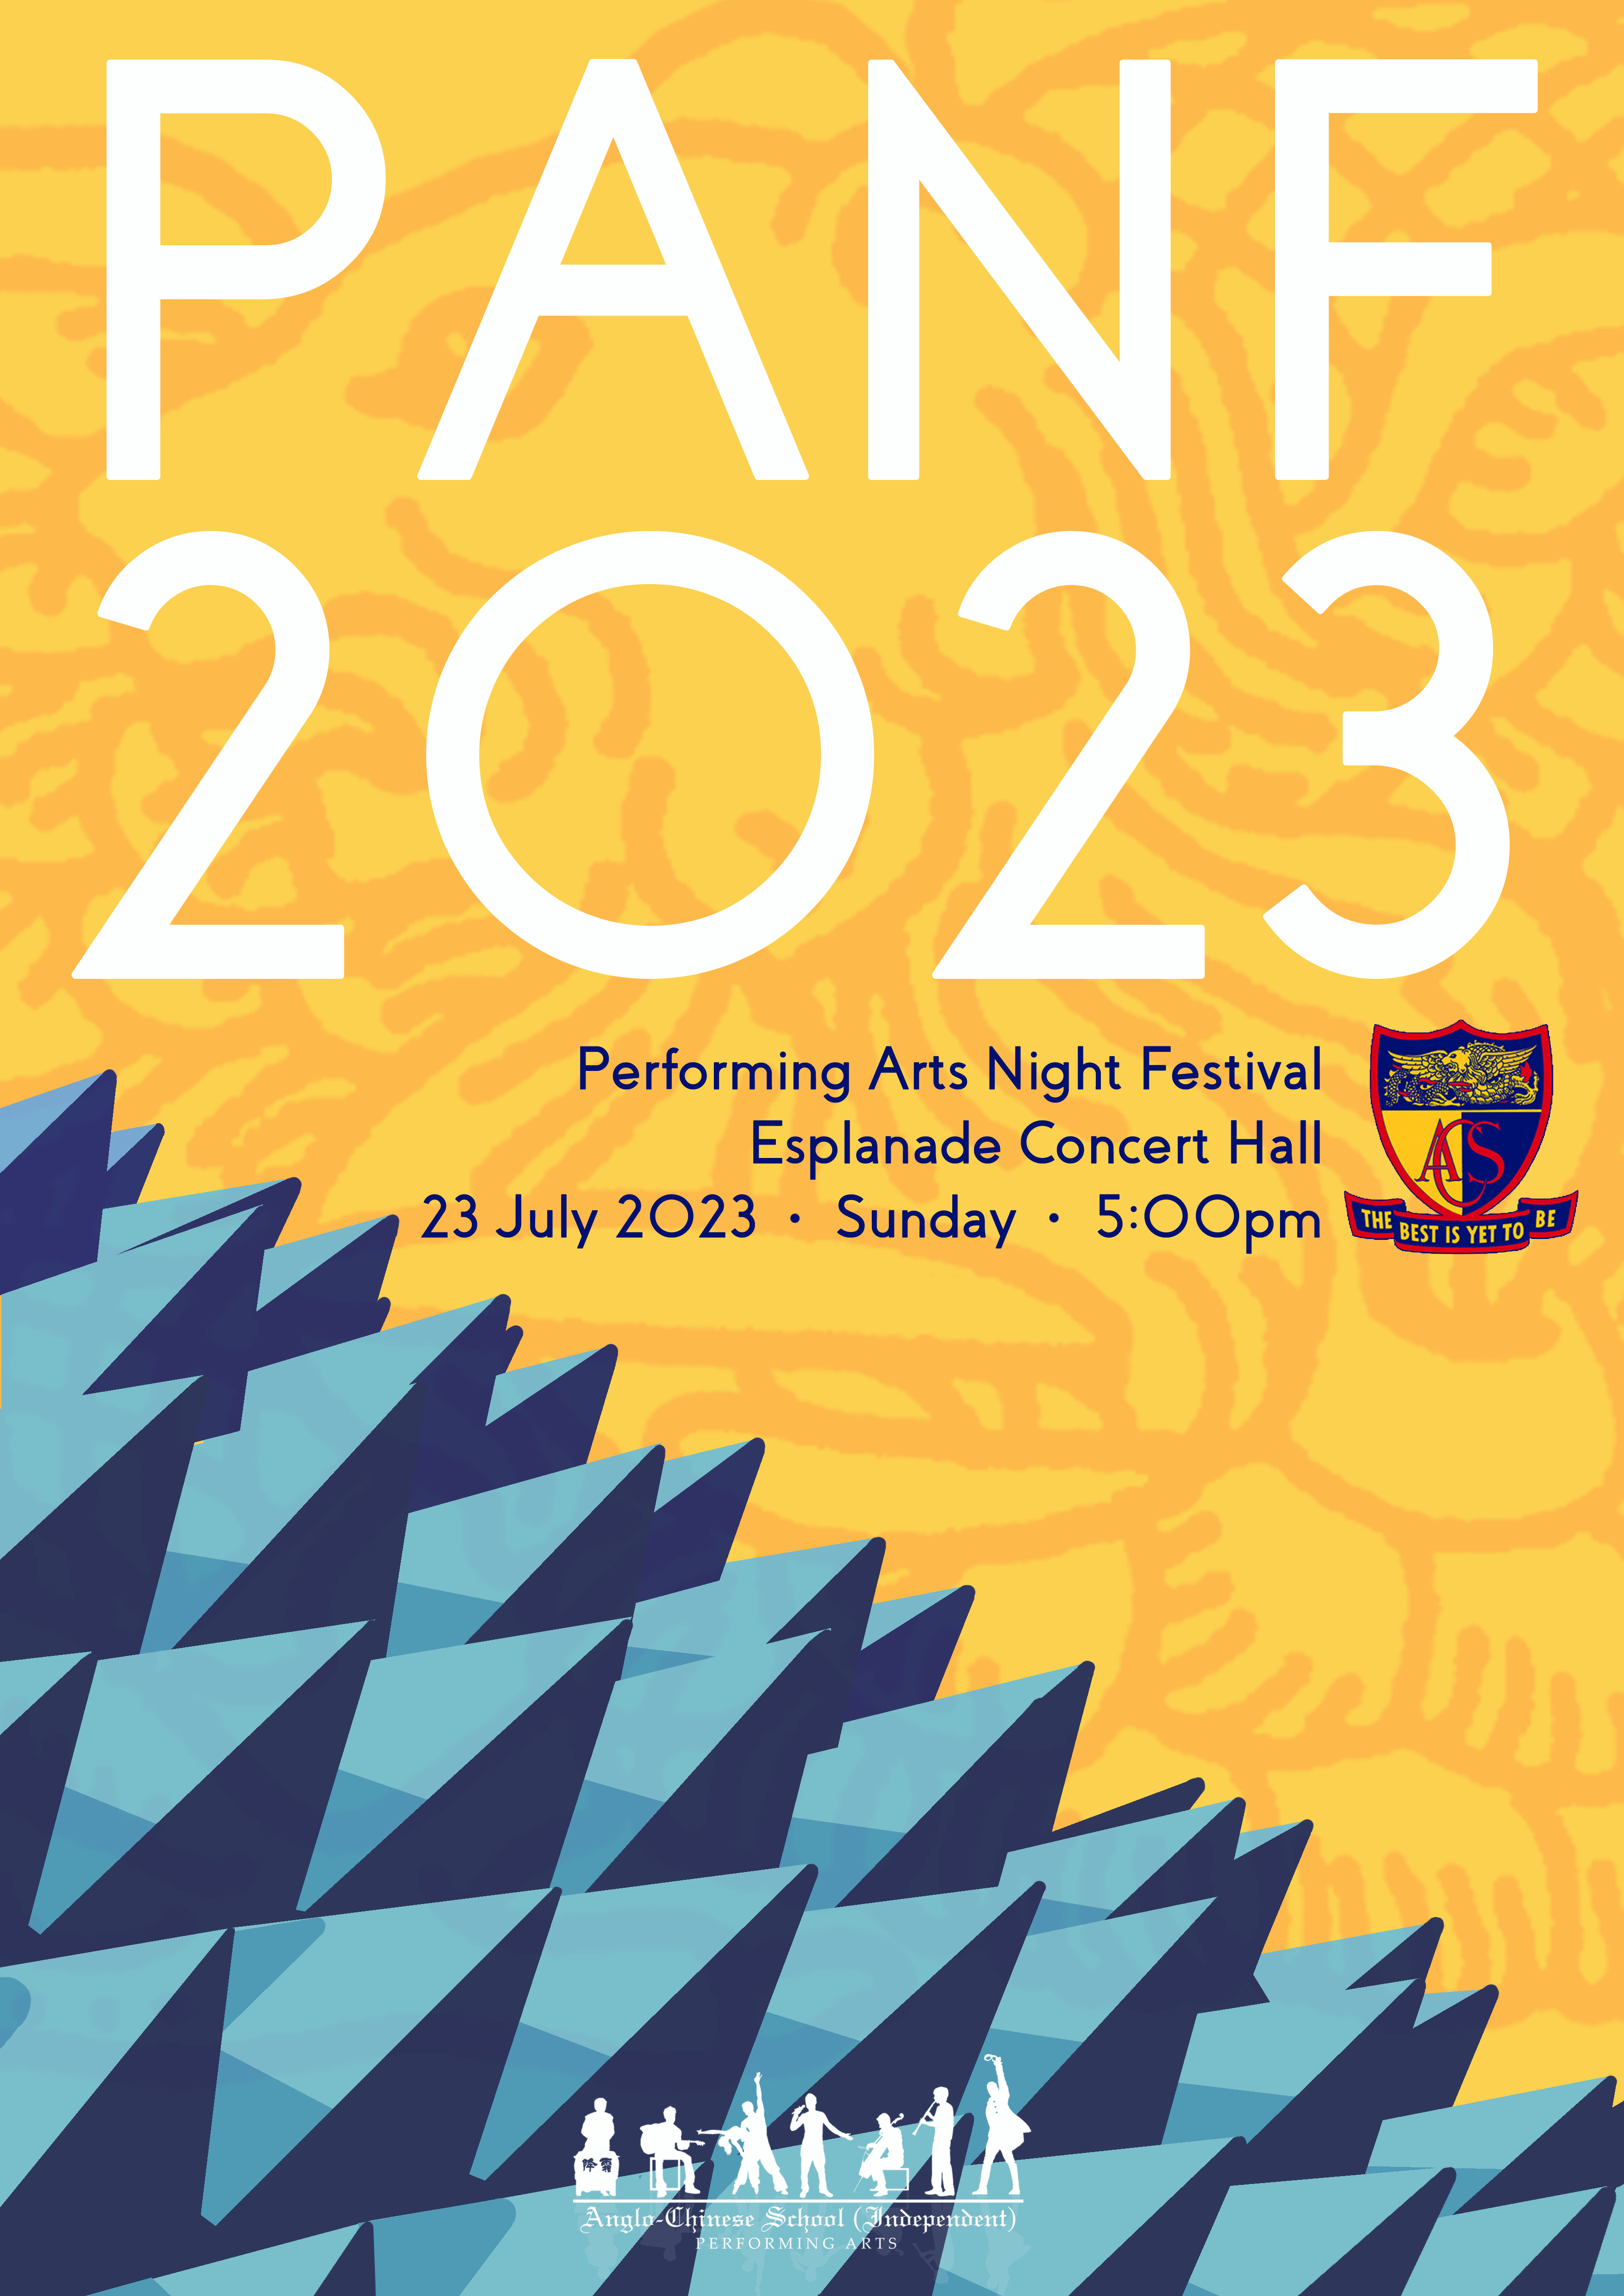 PANF
2023
Performing Arts Night Festival
Esplanade Concert Hall
23 July 2023 • Sunday • 5:00pm
ACS
THE BEST IS YET TO BE
Anglo-Chinese School (Independent)
PERFORMING ARTS